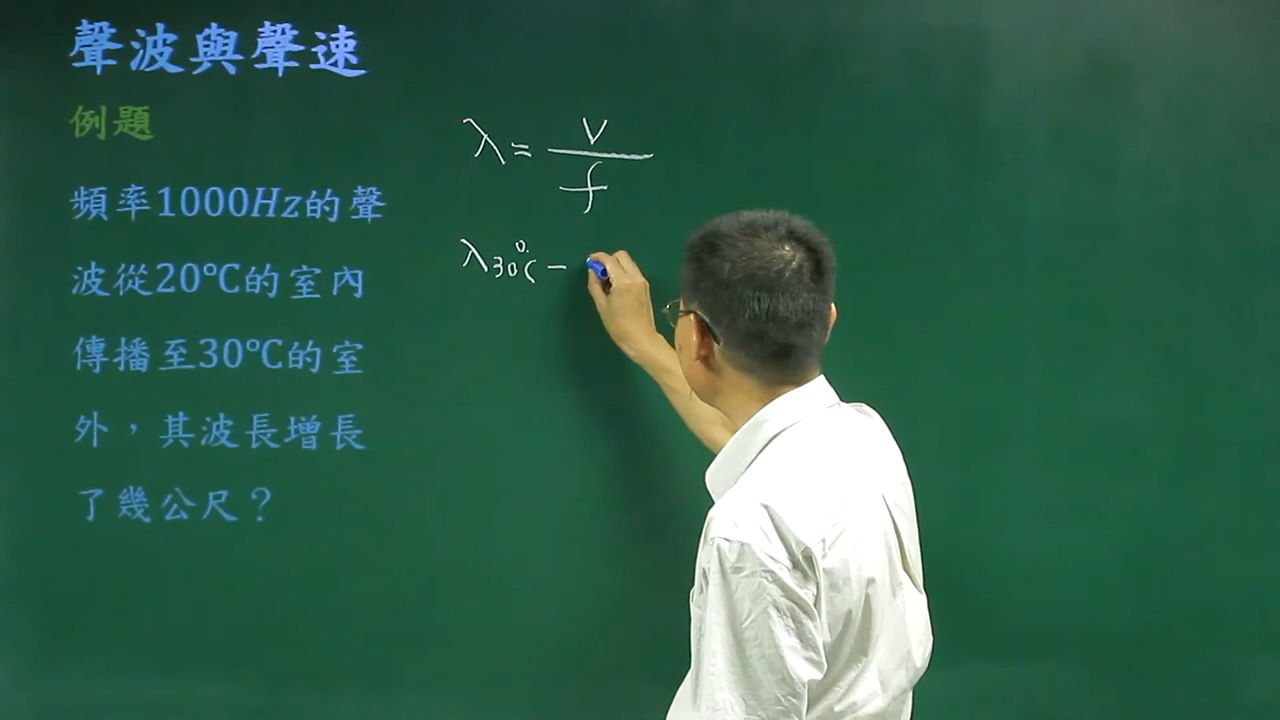 聲波與聲速
例題
頻率1000Hz的聲
波從20℃的室內
傳播至30℃的室
外，其波長增長
了幾公尺？
λ = v / f
λ30℃ −